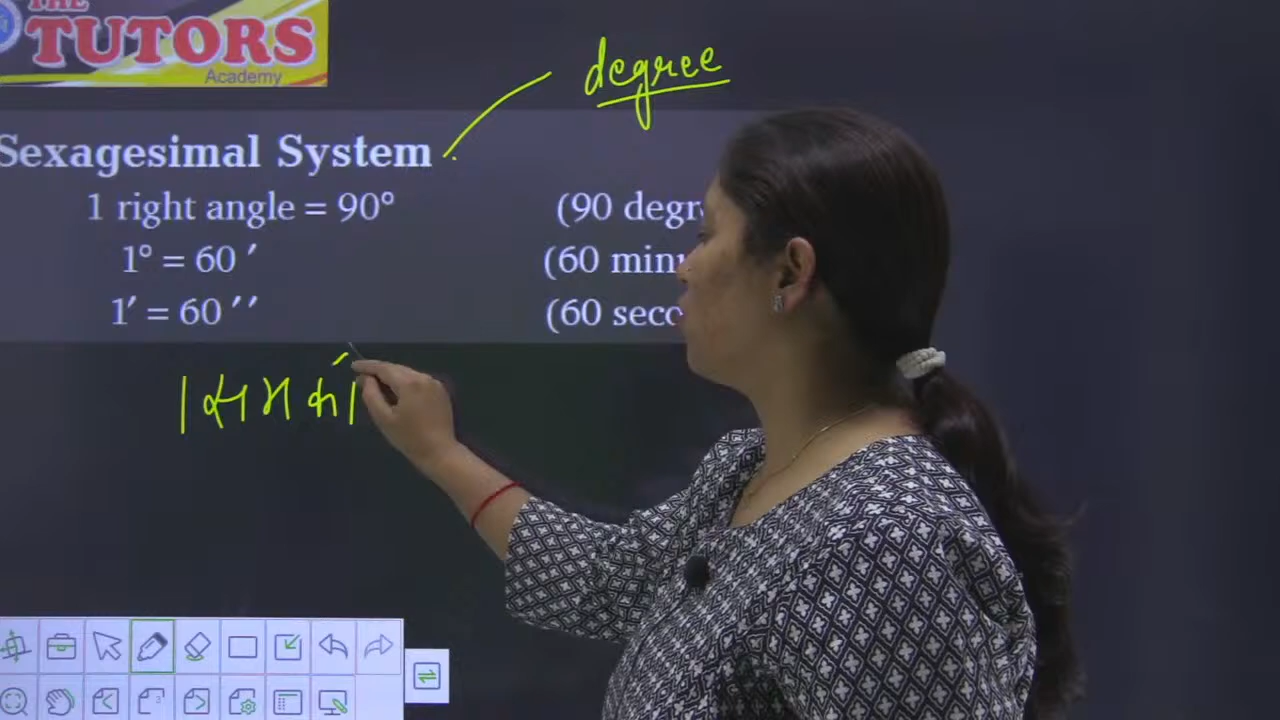 THE
TUTORS
Academy
degree
Sexagesimal System
1 right angle = 90° (90 degr
1° = 60 ′ (60 minu
1′ = 60 ′′ (60 seco